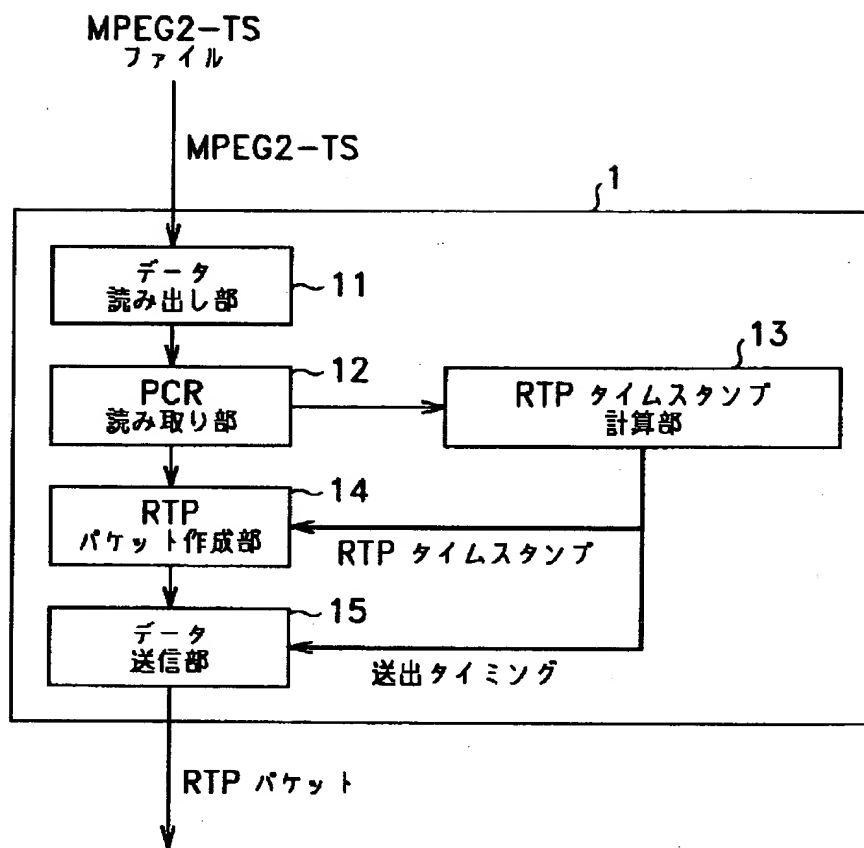 MPEG2-TS
ファイル
MPEG2-TS
1
データ
読み出し部
11
PCR
読み取り部
12
13
RTP タイムスタンプ
計算部
14
RTP
パケット作成部
RTP タイムスタンプ
15
データ
送信部
送出タイミング
RTP パケット